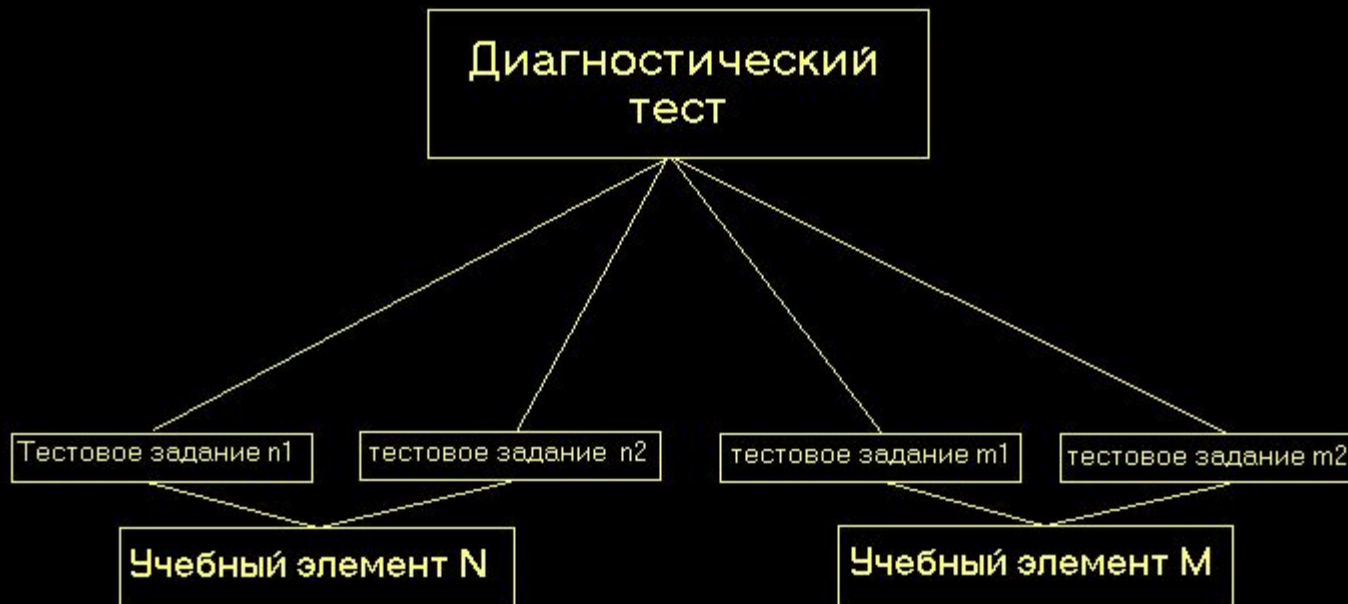 Диагностический
тест
Тестовое задание n1
тестовое задание n2
тестовое задание m1
тестовое задание m2
Учебный элемент N
Учебный элемент M